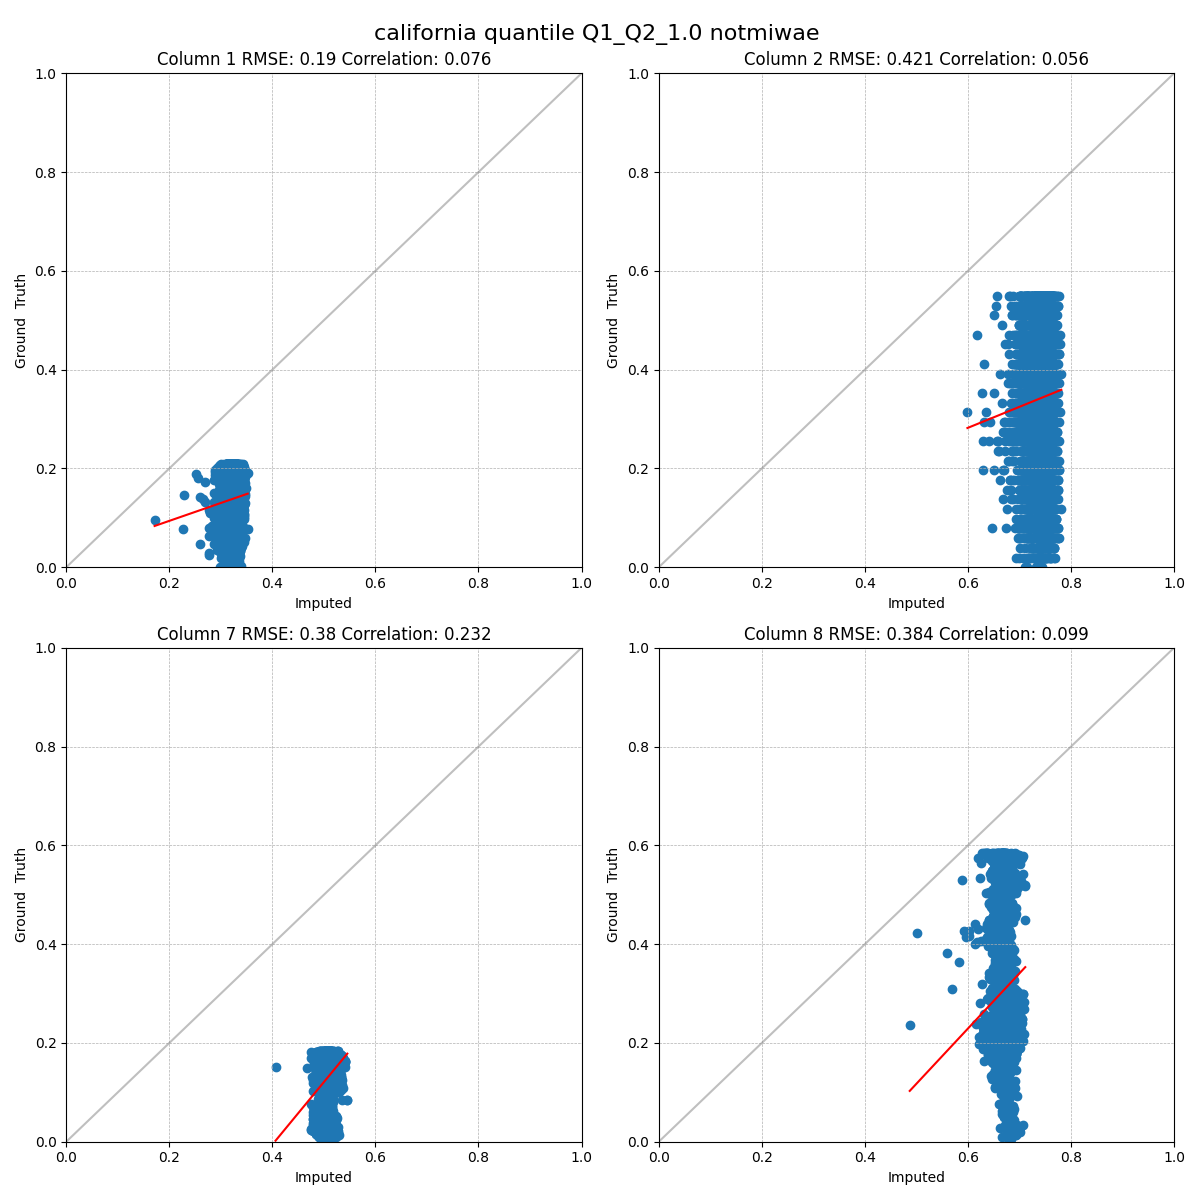 california quantile Q1_Q2_1.0 notmiwae
Column 1 RMSE: 0.19 Correlation: 0.076
1.0
0.8
0.6
0.4
0.2
0.0
Ground Truth
0.0 0.2 0.4 0.6 0.8 1.0
Imputed
Column 2 RMSE: 0.421 Correlation: 0.056
1.0
0.8
0.6
0.4
0.2
0.0
Ground Truth
0.0 0.2 0.4 0.6 0.8 1.0
Imputed
Column 7 RMSE: 0.38 Correlation: 0.232
1.0
0.8
0.6
0.4
0.2
0.0
Ground Truth
0.0 0.2 0.4 0.6 0.8 1.0
Imputed
Column 8 RMSE: 0.384 Correlation: 0.099
1.0
0.8
0.6
0.4
0.2
0.0
Ground Truth
0.0 0.2 0.4 0.6 0.8 1.0
Imputed